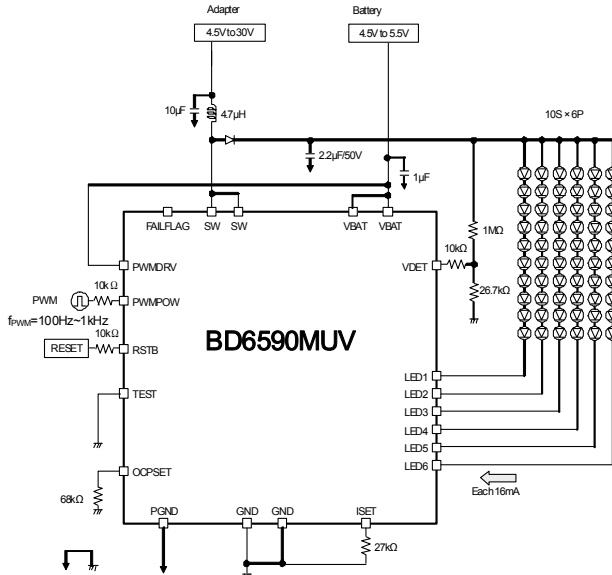 Adapter
Battery
4.5V to 30V
4.5V to 5.5V
10µF
4.7µH
10S × 6P
2.2µF/50V
1µF
FAILFLAG
SW
SW
VBAT
VBAT
1MΩ
PWMDRV
VDET
10kΩ
10kΩ
PWM
PWMPOW
26.7kΩ
fPWM=100Hz~1kHz
10kΩ
BD6590MUV
RESET
RSTB
LED1
TEST
LED2
LED3
LED4
LED5
LED6
OCPSET
Each 16mA
68kΩ
PGND
GND
GND
ISET
27kΩ